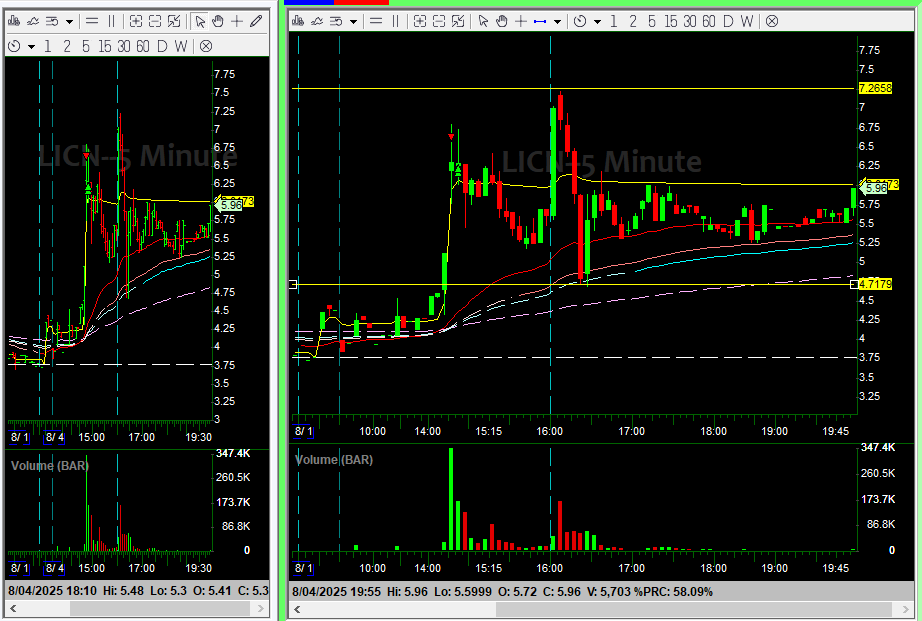 1 2 5 15 30 60 D W
LICN--5 Minute
7.75
7.5
7.25
7
6.75
6.5
6.25
5.96
5.75
5.5
5.25
5
4.75
4.5
4.25
4
3.75
3.5
3.25
3
8/ 1 8/ 4 15:00 17:00 19:30
Volume (BAR)
347.4K
260.5K
173.7K
86.8K
0
8/ 1 8/ 4 15:00 17:00 19:30
8/04/2025 18:10 Hi: 5.48 Lo: 5.3 O: 5.41 C: 5.3
1 2 5 15 30 60 D W
LICN--5 Minute
7.75
7.5
7.2658
7
6.75
6.5
6.25
5.96
5.75
5.5
5.25
5
4.7179
4.5
4.25
4
3.75
3.5
3.25
8/ 1 10:00 14:00 15:15 16:00 17:00 18:00 19:00 19:45
Volume (BAR)
347.4K
260.5K
173.7K
86.8K
0
8/ 1 10:00 14:00 15:15 16:00 17:00 18:00 19:00 19:45
8/04/2025 19:55 Hi: 5.96 Lo: 5.5999 O: 5.72 C: 5.96 V: 5,703 %PRC: 58.09%